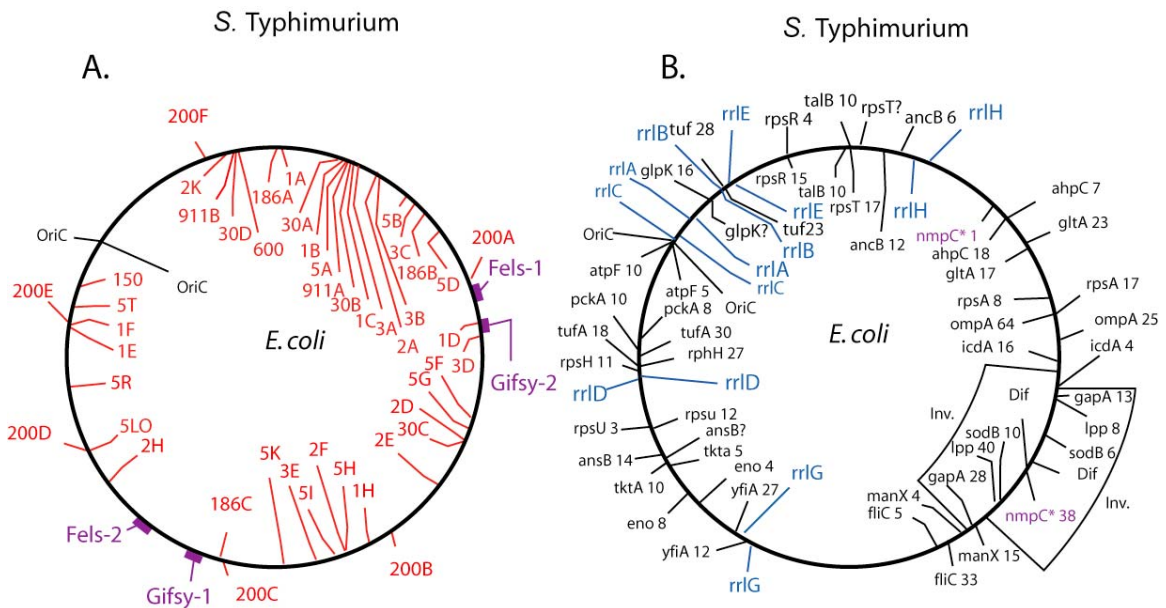 S. Typhimurium
A.
200F
2K
911B
30D
600
186A
1A
30A
1B
5A
911A
30B
1C
3A
2A
3B
5B
3C
186B
5D
200A
Fels-1
1D
3D
Gifsy-2
OriC
OriC
E. coli
150
200E
5T
1F
1E
5R
200D
5LO
2H
5F
5G
2D
30C
2E
5K
3E
5I
2F
5H
1H
186C
200B
200C
Fels-2
Gifsy-1
S. Typhimurium
B.
rrlB
tuf 28
rrlE
rpsR 4
talB 10
rpsT?
ancB 6
rrlH
rrlA
glpK 16
rrlC
rpsR 15
talB 10
rpsT 17
rrlE
tuf23
rrlB
glpK?
rrlA
rrlC
ancB 12
rrlH
ahpC 7
gltA 23
nmpC* 1
ahpC 18
gltA 17
rpsA 8
rpsA 17
ompA 64
ompA 25
icdA 16
icdA 4
OriC
OriC
atpF 10
atpF 5
pckA 10
pckA 8
tufA 18
tufA 30
rpsH 11
rphH 27
rrlD
rrlD
E. coli
rpsu 12
rpsU 3
ansB?
ansB 14
tkta 5
tktA 10
eno 4
eno 8
yfiA 27
yfiA 12
rrlG
rrlG
Inv.
Dif
gapA 13
lpp 8
sodB 10
lpp 40
sodB 6
Dif
gapA 28
Inv.
manX 4
fliC 5
nmpC* 38
manX 15
fliC 33